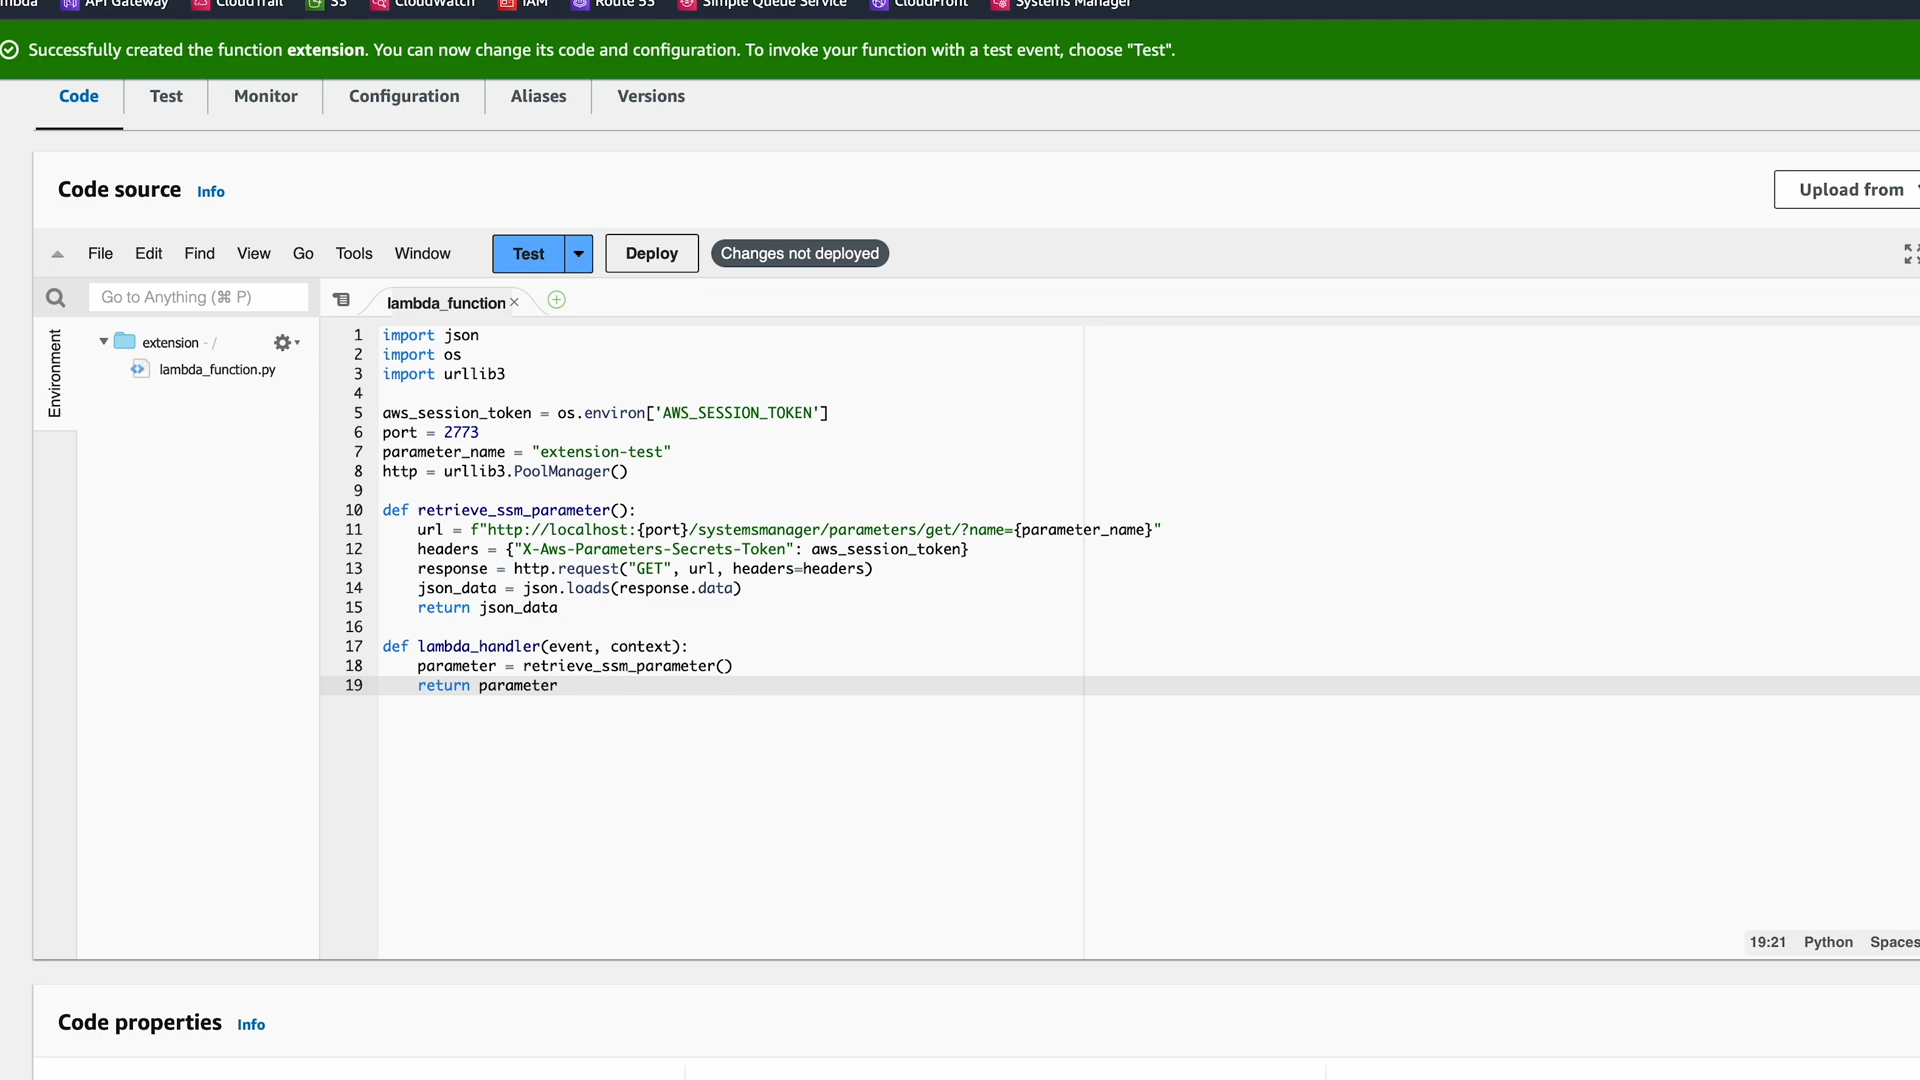 mbda API Gateway CloudTrail S3 CloudWatch IAM Route 53 Simple Queue Service CloudFront Systems Manager
Successfully created the function extension. You can now change its code and configuration. To invoke your function with a test event, choose "Test".
Code Test Monitor Configuration Aliases Versions
Code source Info
Upload from
File Edit Find View Go Tools Window Test Deploy Changes not deployed
Go to Anything (⌘ P)
lambda_function ×
Environment
extension - /
lambda_function.py
1 import json
2 import os
3 import urllib3
4
5 aws_session_token = os.environ['AWS_SESSION_TOKEN']
6 port = 2773
7 parameter_name = "extension-test"
8 http = urllib3.PoolManager()
9
10 def retrieve_ssm_parameter():
11     url = f"http://localhost:{port}/systemsmanager/parameters/get/?name={parameter_name}"
12     headers = {"X-Aws-Parameters-Secrets-Token": aws_session_token}
13     response = http.request("GET", url, headers=headers)
14     json_data = json.loads(response.data)
15     return json_data
16
17 def lambda_handler(event, context):
18     parameter = retrieve_ssm_parameter()
19     return parameter
19:21 Python Spaces
Code properties Info